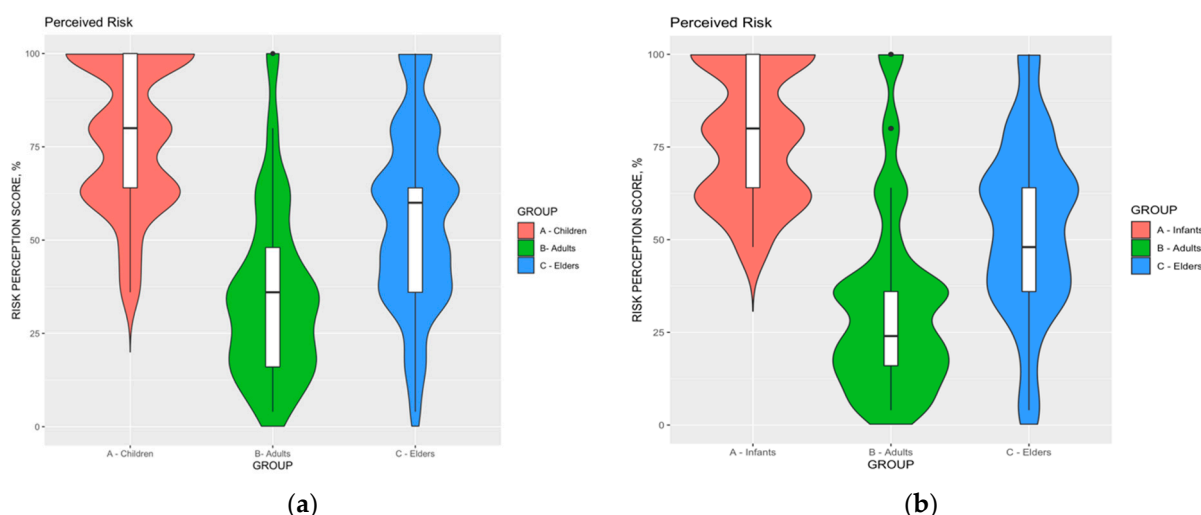 Perceived Risk
RISK PERCEPTION SCORE, %
100
75
50
25
0
A - Children
B- Adults
C - Elders
GROUP
GROUP
A - Children
B- Adults
C - Elders
(a)
Perceived Risk
RISK PERCEPTION SCORE, %
100
75
50
25
0
A - Infants
B - Adults
C - Elders
GROUP
GROUP
A - Infants
B - Adults
C - Elders
(b)